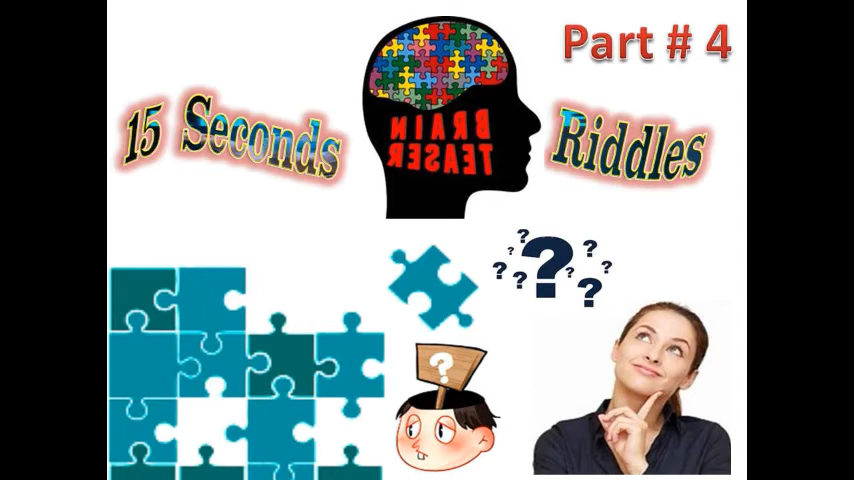 Part # 4
15 Seconds
BRAIN
TEASER
Riddles
? ? ? ? ? ? ? ?
?